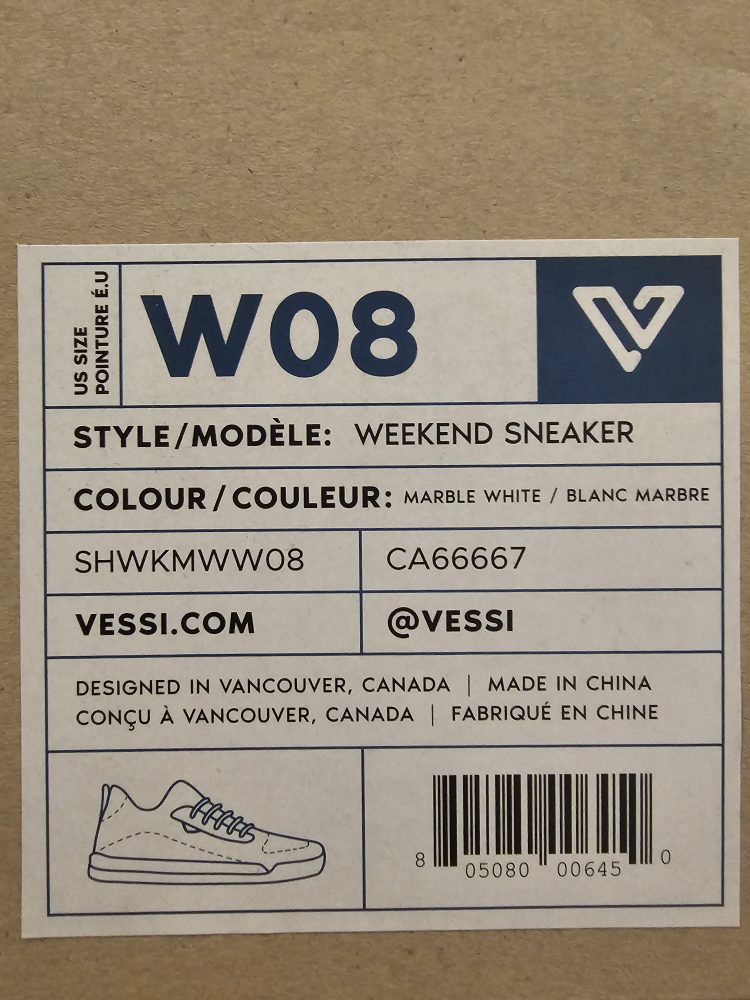 US SIZE
POINTURE É.U
W08
STYLE/MODÈLE: WEEKEND SNEAKER
COLOUR/COULEUR: MARBLE WHITE / BLANC MARBRE
SHWKMWW08
CA66667
VESSI.COM
@VESSI
DESIGNED IN VANCOUVER, CANADA | MADE IN CHINA
CONÇU À VANCOUVER, CANADA | FABRIQUÉ EN CHINE
8 05080 00645 0